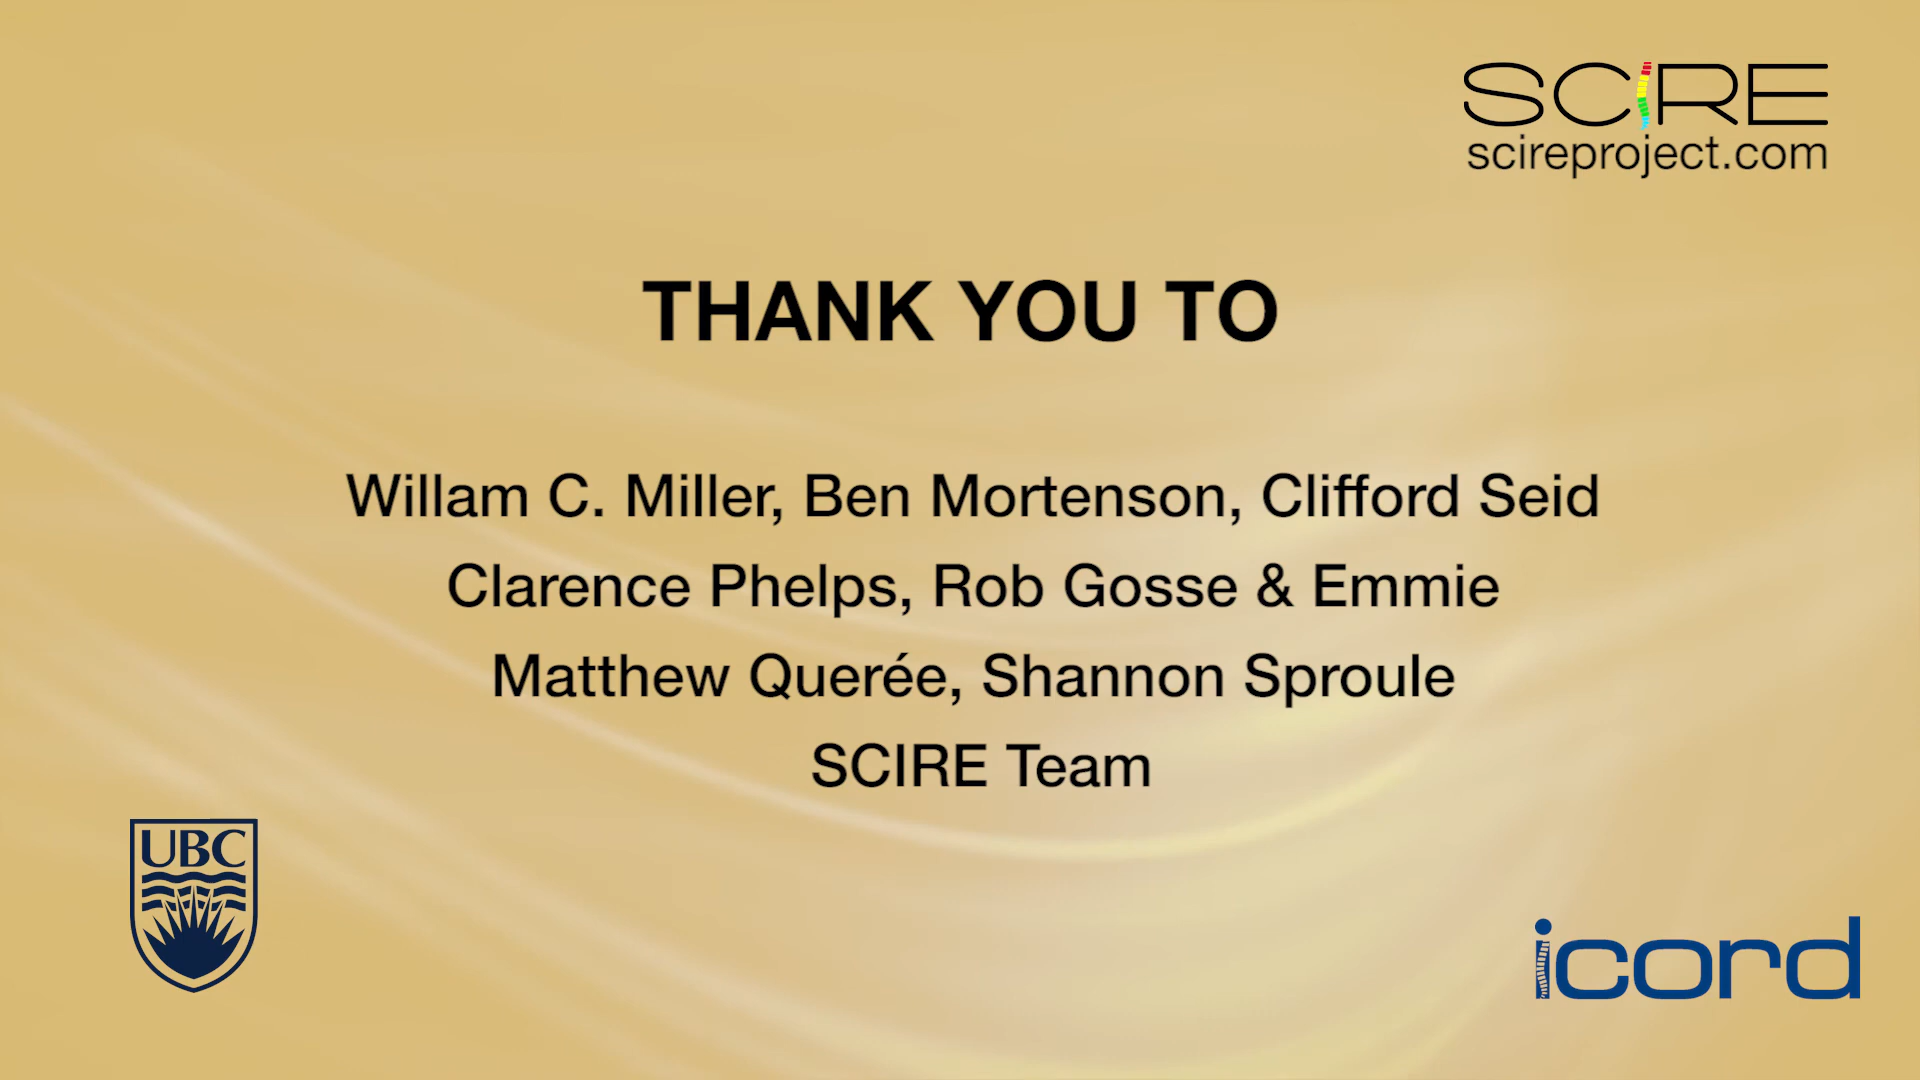 SCIRE
scireproject.com
THANK YOU TO
Willam C. Miller, Ben Mortenson, Clifford Seid
Clarence Phelps, Rob Gosse & Emmie
Matthew Querée, Shannon Sproule
SCIRE Team
UBC
icord